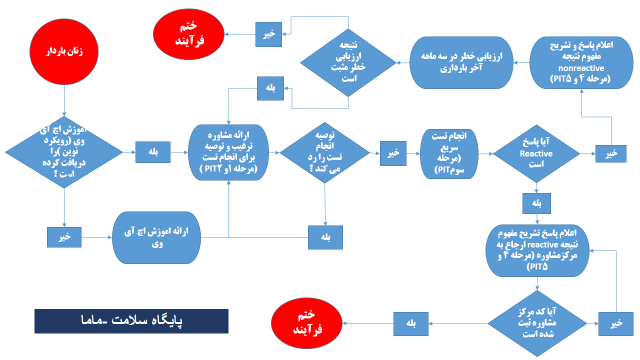 زنان باردار
آموزش اچ آی
وی (رویکرد
نوین )را
دریافت کرده
است ؟
بله
خیر
ارائه آموزش اچ آی
وی
ارائه مشاوره
ترغیب و توصیه
برای انجام تست
(مرحله ۱و ۲ PIT)
توصیه
انجام
تست را رد
می کند ؟
بله
خیر
انجام تست
سریع
(مرحله
سومPIT)
آیا پاسخ
Reactive
است
خیر
اعلام پاسخ و تشریح
مفهوم نتیجه
nonreactive
(مرحله ۴ و ۵PIT)
ارزیابی خطر در سه ماهه
آخر بارداری
نتیجه
ارزیابی
خطر مثبت
است
خیر
ختم
فرآیند
بله
بله
اعلام پاسخ تشریح مفهوم
نتیجه reactive ارجاع به
مرکزمشاوره (مرحله ۴ و
۵PIT)
آیا کد مرکز
مشاوره ثبت
شده است
خیر
بله
ختم
فرآیند
پایگاه سلامت -ماما